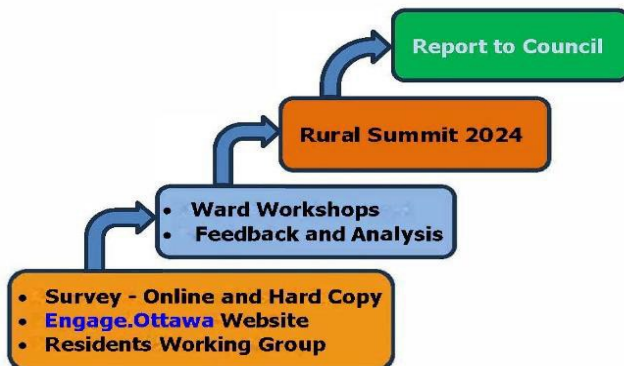 Report to Council
Rural Summit 2024
• Ward Workshops
• Feedback and Analysis
• Survey - Online and Hard Copy
• Engage.Ottawa Website
• Residents Working Group